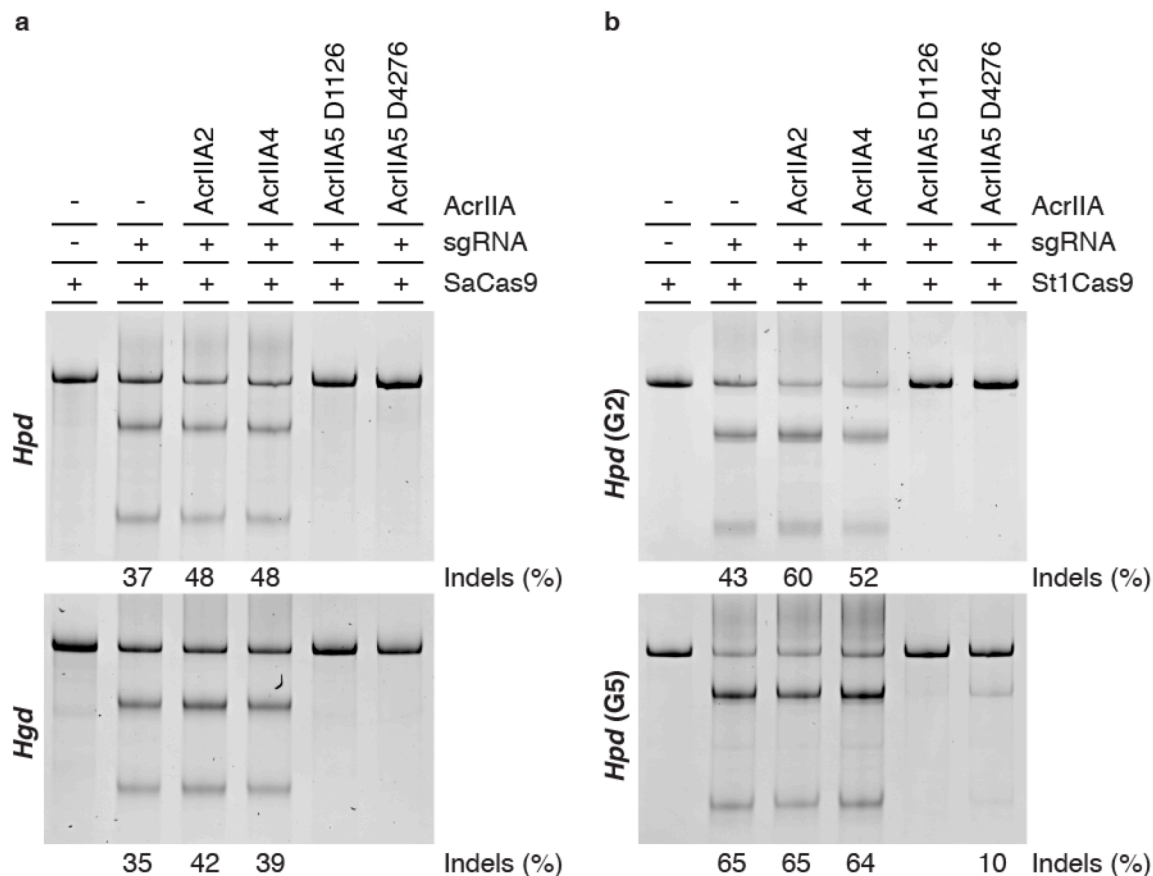 a
AcrIIA2
AcrIIA4
AcrIIA5 D1126
AcrIIA5 D4276
- - AcrIIA
- + + + + + sgRNA
+ + + + + + SaCas9
Hpd
37 48 48 Indels (%)
Hgd
35 42 39 Indels (%)
b
AcrIIA2
AcrIIA4
AcrIIA5 D1126
AcrIIA5 D4276
- - AcrIIA
- + + + + + sgRNA
+ + + + + + St1Cas9
Hpd (G2)
43 60 52 Indels (%)
Hpd (G5)
65 65 64 10 Indels (%)